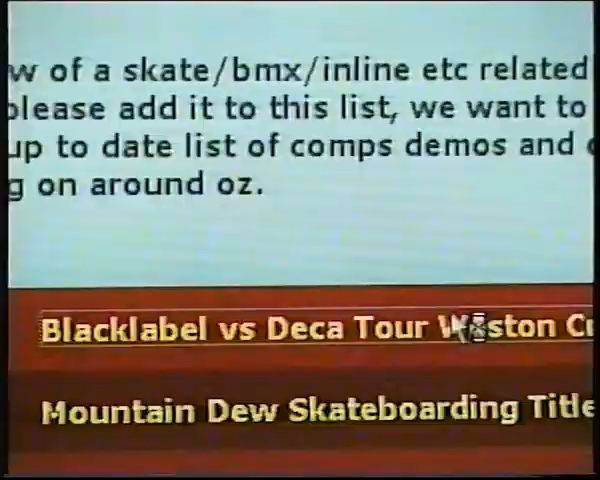 w of a skate/bmx/inline etc related
please add it to this list, we want to
up to date list of comps demos and
g on around oz.
Blacklabel vs Deca Tour
Mountain Dew Skateboarding Title